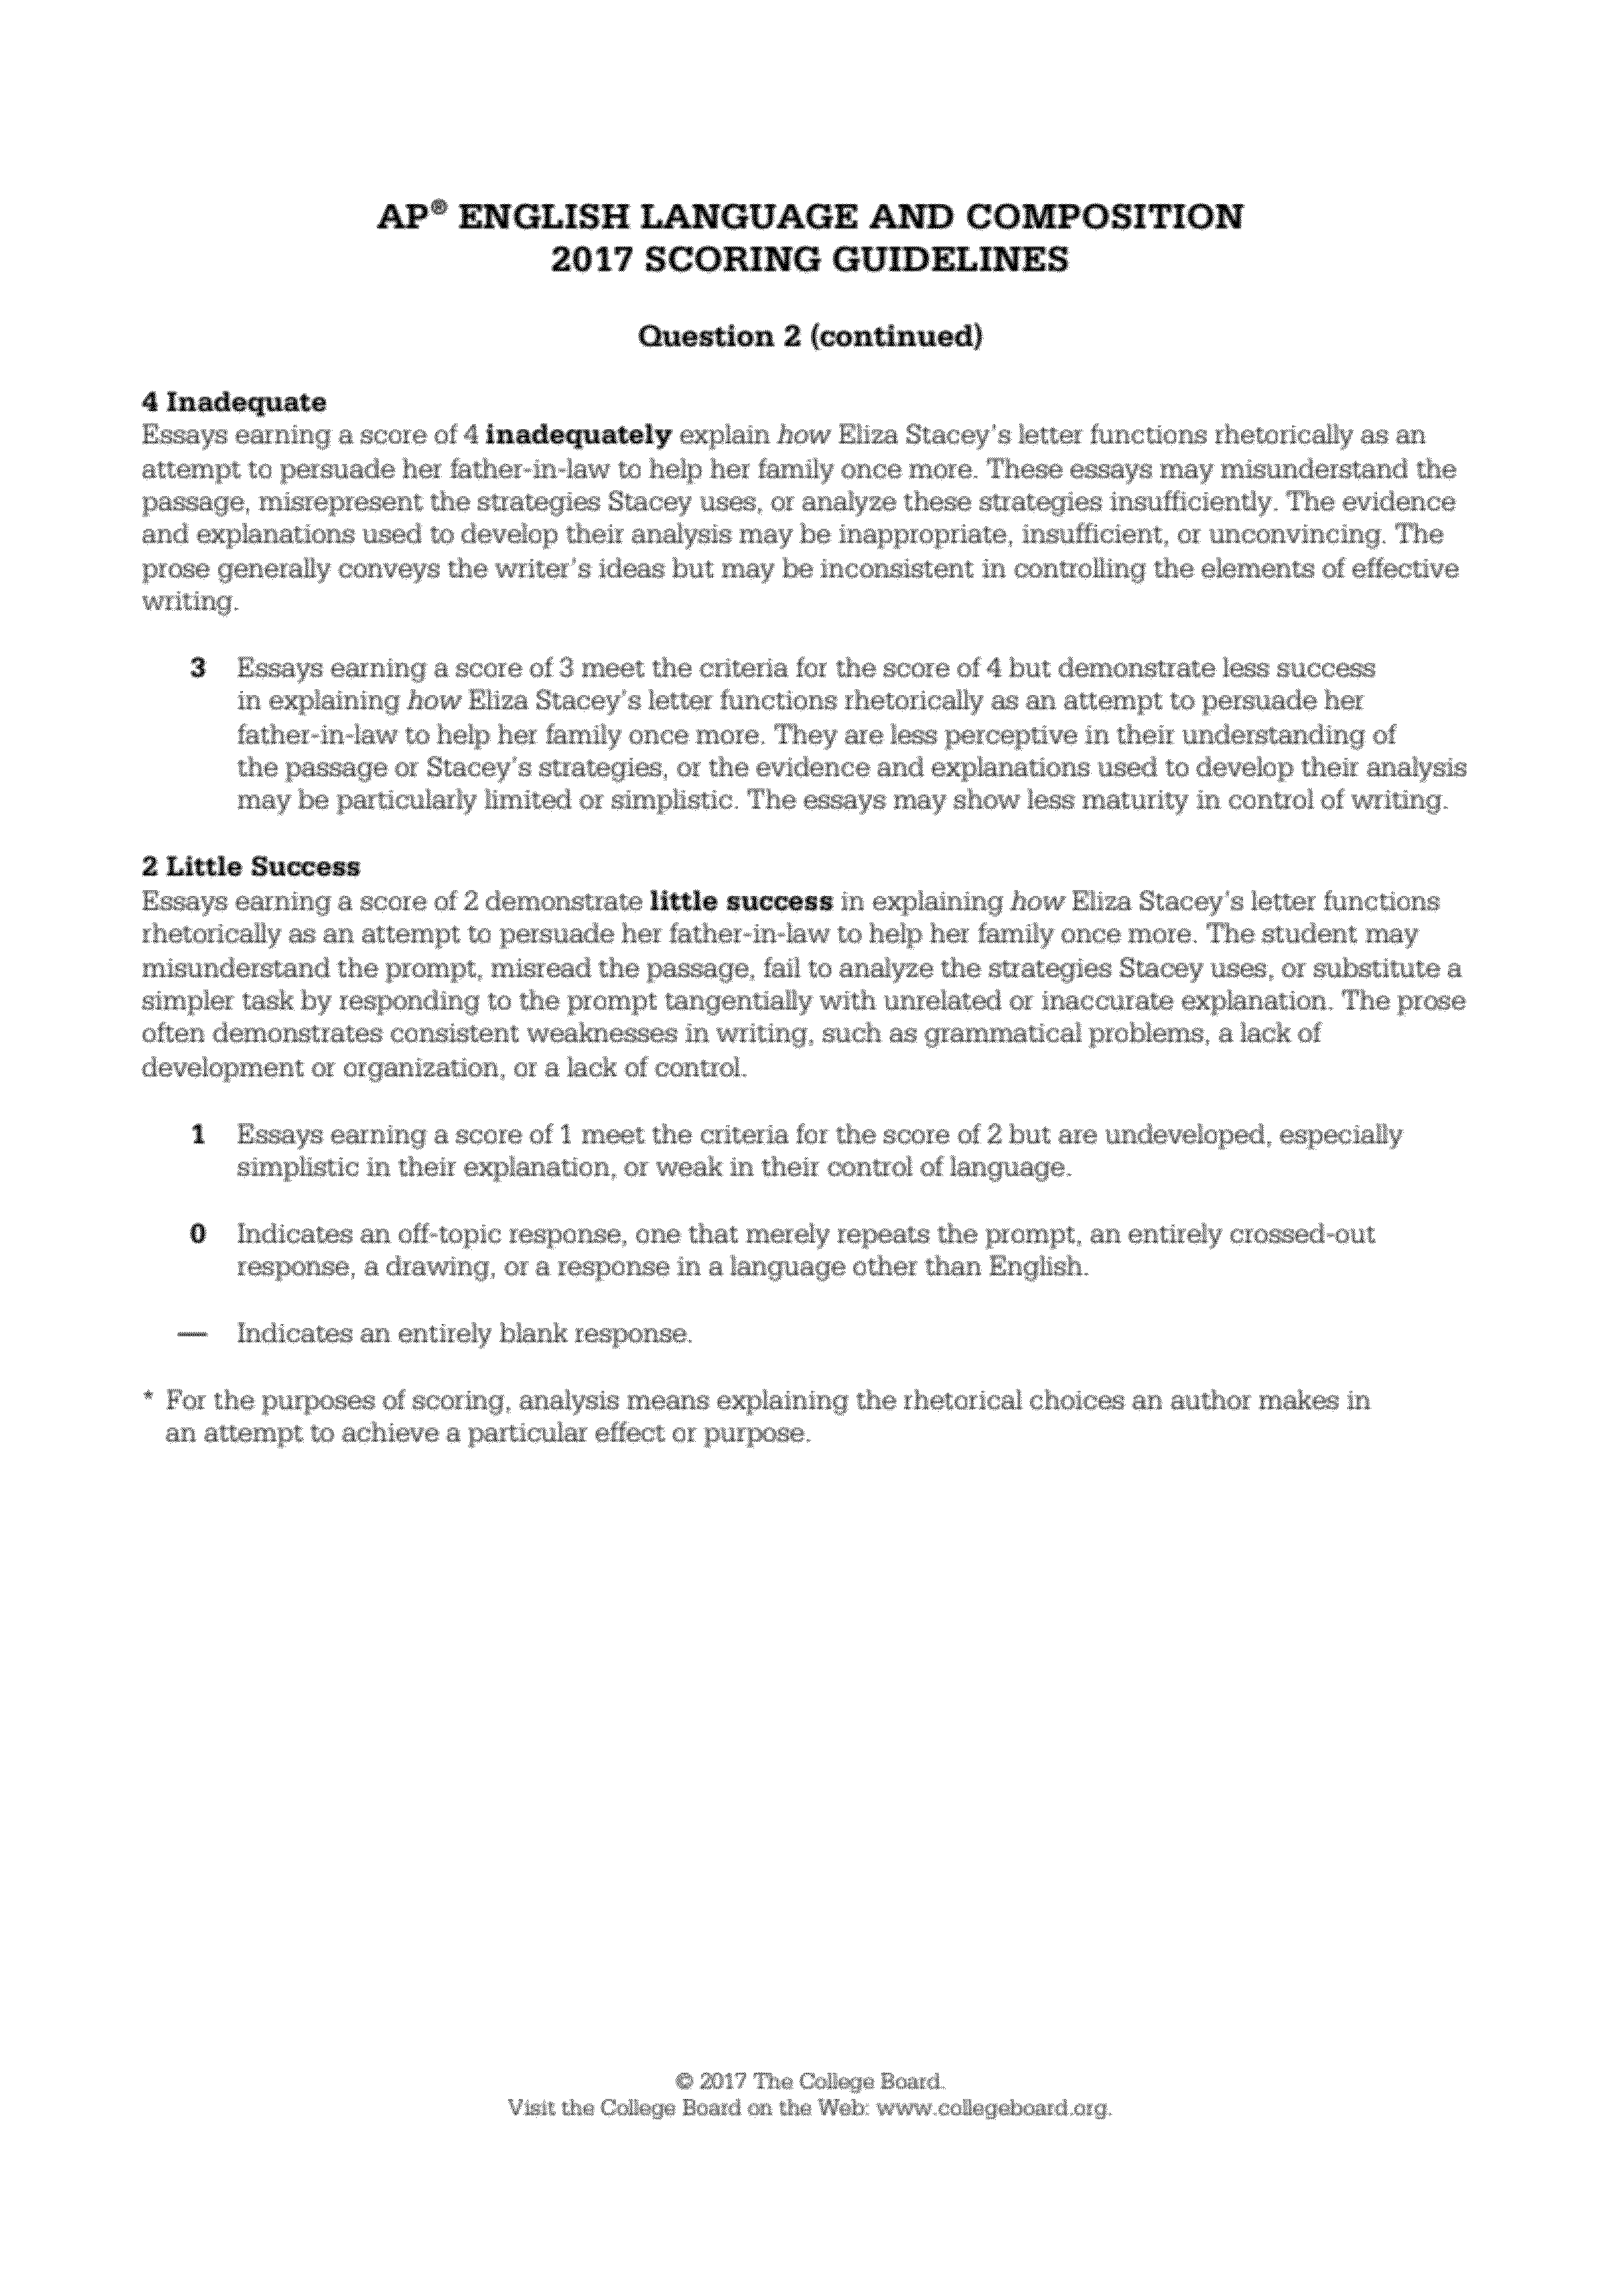 AP® ENGLISH LANGUAGE AND COMPOSITION
2017 SCORING GUIDELINES
Question 2 (continued)
4 Inadequate
Essays earning a score of 4 inadequately explain how Eliza Stacey's letter functions rhetorically as an
attempt to persuade her father-in-law to help her family once more. These essays may misunderstand the
passage, misrepresent the strategies Stacey uses, or analyze these strategies insufficiently. The evidence
and explanations used to develop their analysis may be inappropriate, insufficient, or unconvincing. The
prose generally conveys the writer's ideas but may be inconsistent in controlling the elements of effective
writing.
3 Essays earning a score of 3 meet the criteria for the score of 4 but demonstrate less success
in explaining how Eliza Stacey's letter functions rhetorically as an attempt to persuade her
father-in-law to help her family once more. They are less perceptive in their understanding of
the passage or Stacey's strategies, or the evidence and explanations used to develop their analysis
may be particularly limited or simplistic. The essays may show less maturity in control of writing.
2 Little Success
Essays earning a score of 2 demonstrate little success in explaining how Eliza Stacey's letter functions
rhetorically as an attempt to persuade her father-in-law to help her family once more. The student may
misunderstand the prompt, misread the passage, fail to analyze the strategies Stacey uses, or substitute a
simpler task by responding to the prompt tangentially with unrelated or inaccurate explanation. The prose
often demonstrates consistent weaknesses in writing, such as grammatical problems, a lack of
development or organization, or a lack of control.
1 Essays earning a score of 1 meet the criteria for the score of 2 but are undeveloped, especially
simplistic in their explanation, or weak in their control of language.
0 Indicates an off-topic response, one that merely repeats the prompt, an entirely crossed-out
response, a drawing, or a response in a language other than English.
— Indicates an entirely blank response.
* For the purposes of scoring, analysis means explaining the rhetorical choices an author makes in
an attempt to achieve a particular effect or purpose.
© 2017 The College Board.
Visit the College Board on the Web: www.collegeboard.org.